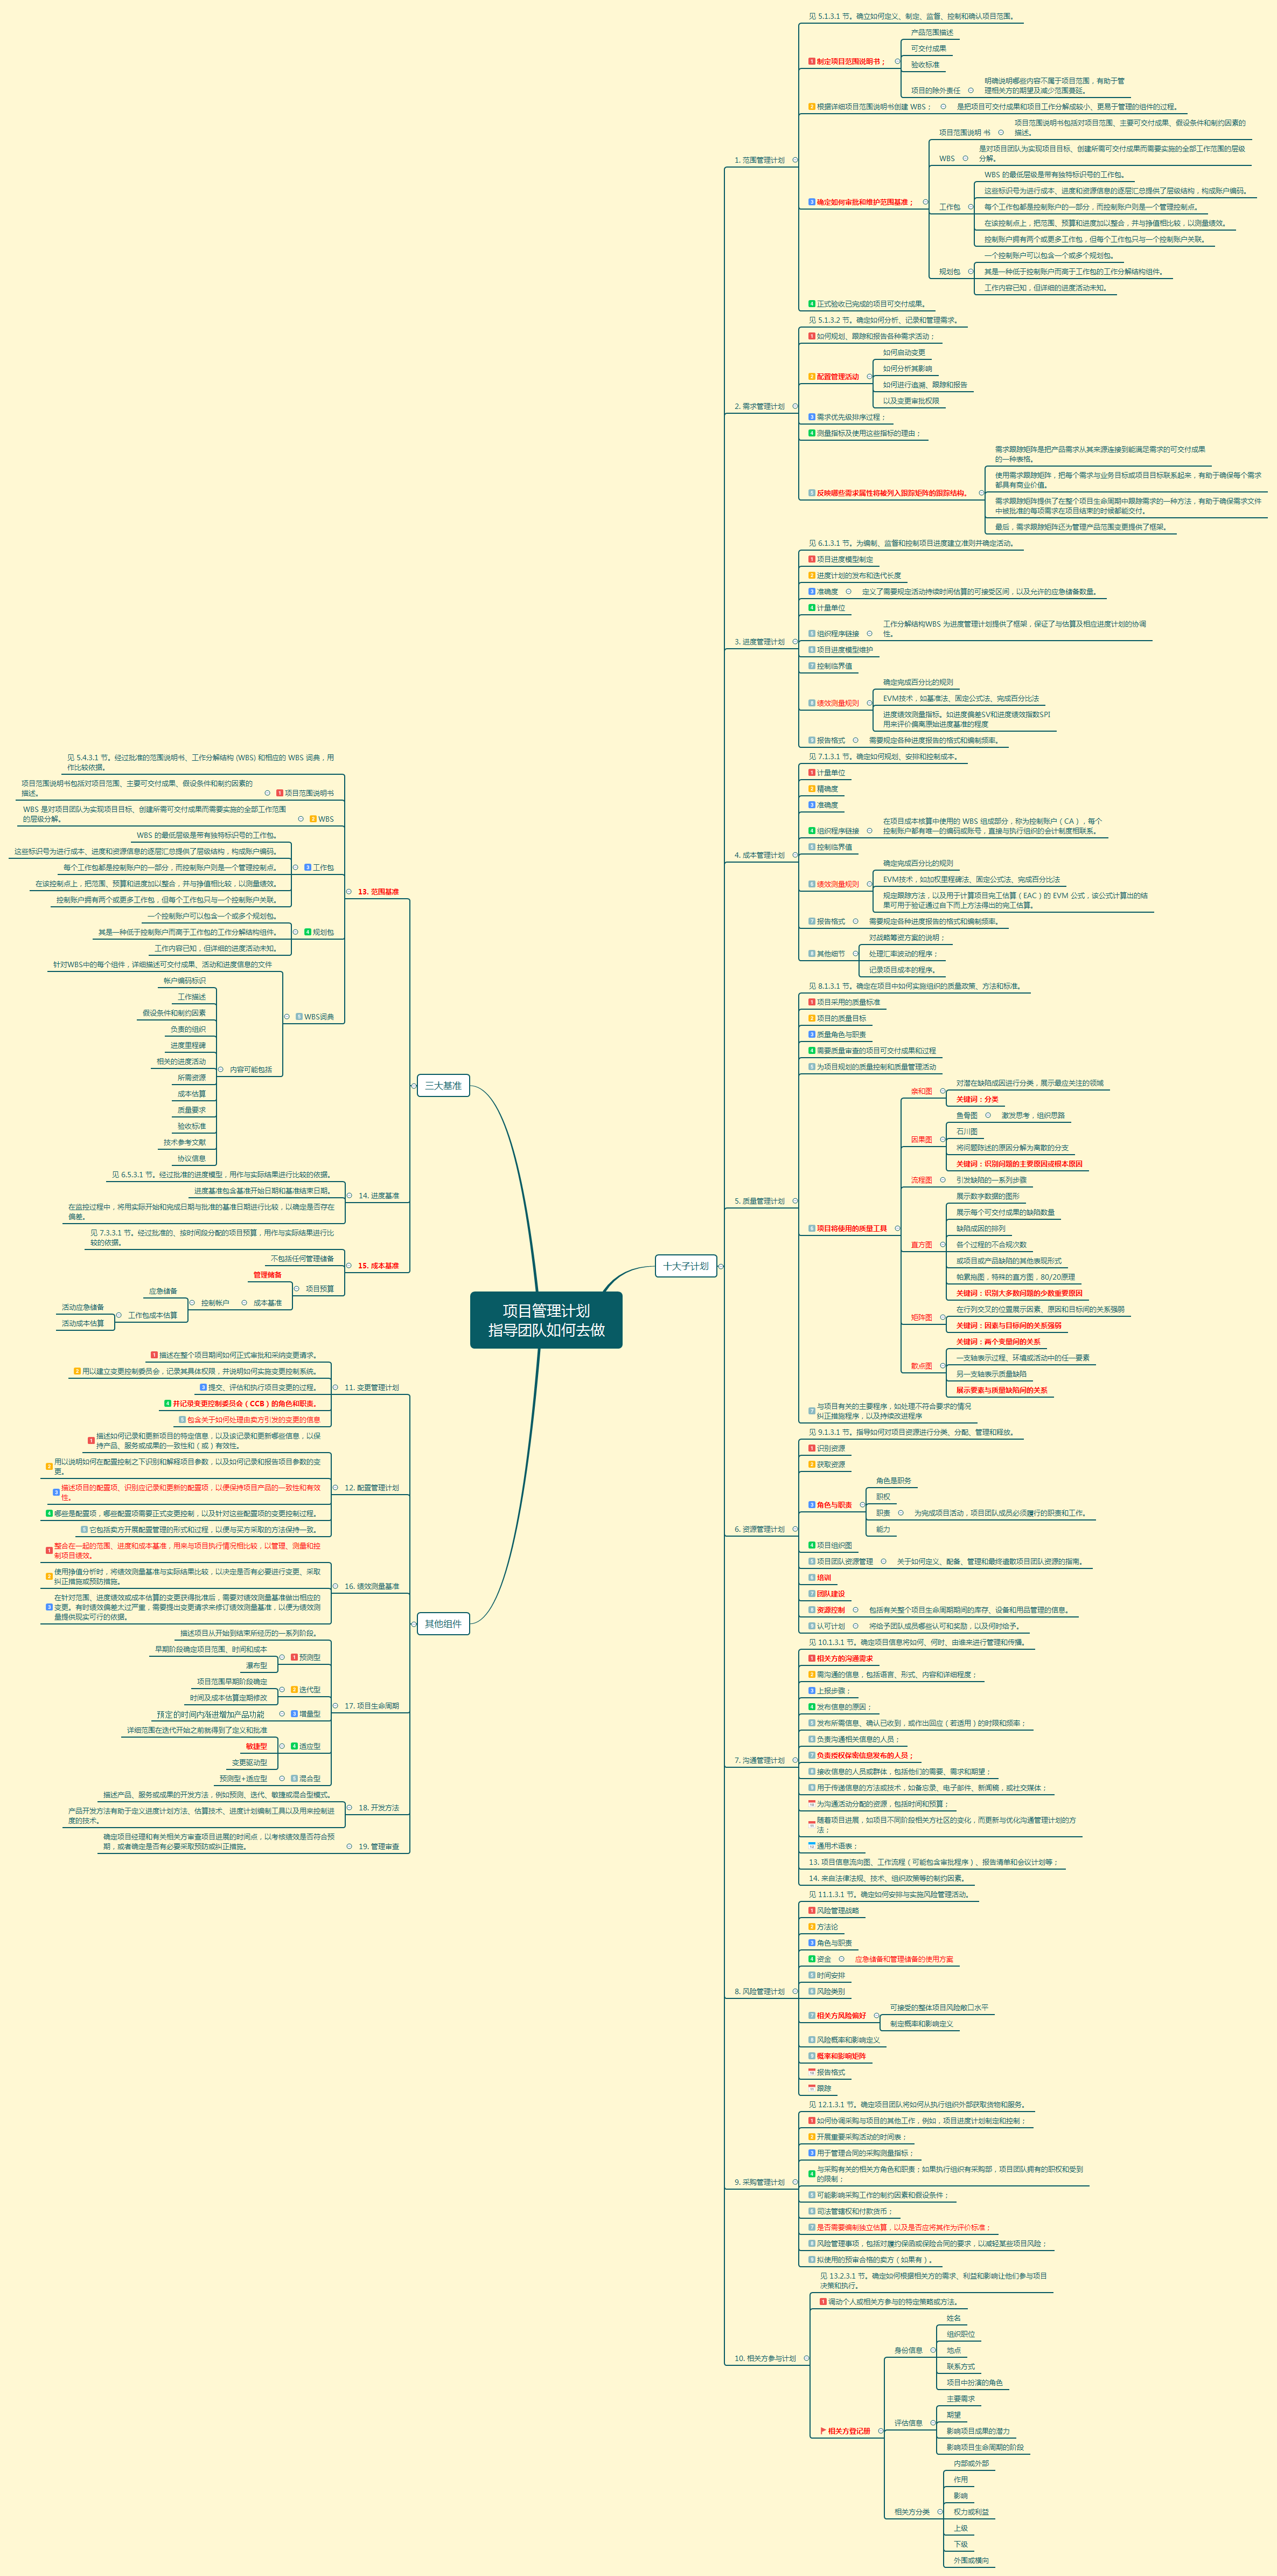 项目管理计划
指导团队如何去做
十大子计划
1. 范围管理计划
见 5.1.3.1 节。确立如何定义、制定、监督、控制和确认项目范围。
1 制定项目范围说明书；
产品范围描述
可交付成果
验收标准
项目的除外责任
明确说明哪些内容不属于项目范围，有助于管
理相关方的期望及减少范围蔓延。
2 根据详细项目范围说明书创建 WBS；
是把项目可交付成果和项目工作分解成较小、更易于管理的组件的过程。
3 确定如何审批和维护范围基准；
项目范围说明 书
项目范围说明书包括对项目范围、主要可交付成果、假设条件和制约因素的
描述。
WBS
是对项目团队为实现项目目标、创建所需可交付成果而需要实施的全部工作范围的层级
分解。
工作包
WBS 的最低层级是带有独特标识号的工作包。
这些标识号为进行成本、进度和资源信息的逐层汇总提供了层级结构，构成账户编码。
每个工作包都是控制账户的一部分，而控制账户则是一个管理控制点。
在该控制点上，把范围、预算和进度加以整合，并与挣值相比较，以测量绩效。
控制账户拥有两个或更多工作包，但每个工作包只与一个控制账户关联。
规划包
一个控制账户可以包含一个或多个规划包。
其是一种低于控制账户而高于工作包的工作分解结构组件。
工作内容已知，但详细的进度活动未知。
4 正式验收已完成的项目可交付成果。
2. 需求管理计划
见 5.1.3.2 节。确定如何分析、记录和管理需求。
1 如何规划、跟踪和报告各种需求活动；
2 配置管理活动
如何启动变更
如何分析其影响
如何进行追溯、跟踪和报告
以及变更审批权限
3 需求优先级排序过程；
4 测量指标及使用这些指标的理由；
5 反映哪些需求属性将被列入跟踪矩阵的跟踪结构。
需求跟踪矩阵是把产品需求从其来源连接到能满足需求的可交付成果
的一种表格。
使用需求跟踪矩阵，把每个需求与业务目标或项目目标联系起来，有助于确保每个需求
都具有商业价值。
需求跟踪矩阵提供了在整个项目生命周期中跟踪需求的一种方法，有助于确保需求文件
中被批准的每项需求在项目结束的时候都能交付。
最后，需求跟踪矩阵还为管理产品范围变更提供了框架。
3. 进度管理计划
见 6.1.3.1 节。为编制、监督和控制项目进度建立准则并确定活动。
1 项目进度模型制定
2 进度计划的发布和迭代长度
3 准确度
定义了需要规定活动持续时间估算的可接受区间，以及允许的应急储备数量。
4 计量单位
5 组织程序链接
工作分解结构WBS 为进度管理计划提供了框架，保证了与估算及相应进度计划的协调
性。
6 项目进度模型维护
7 控制临界值
8 绩效测量规则
确定完成百分比的规则
EVM技术，如基准法、固定公式法、完成百分比法
进度绩效测量指标。如进度偏差SV和进度绩效指数SPI
用来评价偏离原始进度基准的程度
9 报告格式
需要规定各种进度报告的格式和编制频率。
4. 成本管理计划
见 7.1.3.1 节。确定如何规划、安排和控制成本。
1 计量单位
2 精确度
3 准确度
4 组织程序链接
在项目成本核算中使用的 WBS 组成部分，称为控制账户（CA），每个
控制账户都有唯一的编码或账号，直接与执行组织的会计制度相联系。
5 控制临界值
6 绩效测量规则
确定完成百分比的规则
EVM技术，如加权里程碑法、固定公式法、完成百分比法
规定跟踪方法，以及用于计算项目完工估算（EAC）的 EVM 公式，该公式计算出的结
果可用于验证通过自下而上方法得出的完工估算。
7 报告格式
需要规定各种进度报告的格式和编制频率。
8 其他细节
对战略筹资方案的说明；
处理汇率波动的程序；
记录项目成本的程序。
5. 质量管理计划
见 8.1.3.1 节。确定在项目中如何实施组织的质量政策、方法和标准。
1 项目采用的质量标准
2 项目的质量目标
3 质量角色与职责
4 需要质量审查的项目可交付成果和过程
5 为项目规划的质量控制和质量管理活动
6 项目将使用的质量工具
亲和图
对潜在缺陷成因进行分类，展示最应关注的领域
关键词：分类
因果图
鱼骨图
激发思考，组织思路
石川图
将问题陈述的原因分解为离散的分支
关键词：识别问题的主要原因或根本原因
流程图
引发缺陷的一系列步骤
直方图
展示数字数据的图形
展示每个可交付成果的缺陷数量
缺陷成因的排列
各个过程的不合规次数
或项目或产品缺陷的其他表现形式
帕累拖图，特殊的直方图，80/20原理
关键词：识别大多数问题的少数重要原因
矩阵图
在行列交叉的位置展示因素、原因和目标间的关系强弱
关键词：因素与目标间的关系强弱
散点图
关键词：两个变量间的关系
一支轴表示过程、环境或活动中的任一要素
另一支轴表示质量缺陷
展示要素与质量缺陷间的关系
7 与项目有关的主要程序，如处理不符合要求的情况
纠正措施程序，以及持续改进程序
6. 资源管理计划
见 9.1.3.1 节。指导如何对项目资源进行分类、分配、管理和释放。
1 识别资源
2 获取资源
3 角色与职责
角色是职务
职权
职责
为完成项目活动，项目团队成员必须履行的职责和工作。
能力
4 项目组织图
5 项目团队资源管理
关于如何定义、配备、管理和最终遣散项目团队资源的指南。
6 培训
7 团队建设
8 资源控制
包括有关整个项目生命周期期间的库存、设备和用品管理的信息。
9 认可计划
将给予团队成员哪些认可和奖励，以及何时给予。
7. 沟通管理计划
见 10.1.3.1 节。确定项目信息将如何、何时、由谁来进行管理和传播。
1 相关方的沟通需求
2 需沟通的信息，包括语言、形式、内容和详细程度；
3 上报步骤；
4 发布信息的原因；
5 发布所需信息、确认已收到，或作出回应（若适用）的时限和频率；
6 负责沟通相关信息的人员；
7 负责授权保密信息发布的人员；
8 接收信息的人员或群体，包括他们的需要、需求和期望；
9 用于传递信息的方法或技术，如备忘录、电子邮件、新闻稿，或社交媒体；
为沟通活动分配的资源，包括时间和预算；
随着项目进展，如项目不同阶段相关方社区的变化，而更新与优化沟通管理计划的方
法；
通用术语表；
13. 项目信息流向图、工作流程（可能包含审批程序）、报告清单和会议计划等；
14. 来自法律法规、技术、组织政策等的制约因素。
8. 风险管理计划
见 11.1.3.1 节。确定如何安排与实施风险管理活动。
1 风险管理战略
2 方法论
3 角色与职责
4 资金
应急储备和管理储备的使用方案
5 时间安排
6 风险类别
7 相关方风险偏好
可接受的整体项目风险敞口水平
制定概率和影响定义
8 风险概率和影响定义
9 概率和影响矩阵
报告格式
跟踪
9. 采购管理计划
见 12.1.3.1 节。确定项目团队将如何从执行组织外部获取货物和服务。
1 如何协调采购与项目的其他工作，例如，项目进度计划制定和控制；
2 开展重要采购活动的时间表；
3 用于管理合同的采购测量指标；
4 与采购有关的相关方角色和职责；如果执行组织有采购部，项目团队拥有的职权和受到
的限制；
5 可能影响采购工作的制约因素和假设条件；
6 司法管辖权和付款货币；
7 是否需要编制独立估算，以及是否应将其作为评价标准；
8 风险管理事项，包括对履约保函或保险合同的要求，以减轻某些项目风险；
9 拟使用的预审合格的卖方（如果有）。
10. 相关方参与计划
见 13.2.3.1 节。确定如何根据相关方的需求、利益和影响让他们参与项目
决策和执行。
1 调动个人或相关方参与的特定策略或方法。
相关方登记册
身份信息
姓名
组织职位
地点
联系方式
项目中扮演的角色
评估信息
主要需求
期望
影响项目成果的潜力
影响项目生命周期的阶段
相关方分类
内部或外部
作用
影响
权力或利益
上级
下级
外围或横向
三大基准
13. 范围基准
见 5.4.3.1 节。经过批准的范围说明书、工作分解结构 (WBS) 和相应的 WBS 词典，用
作比较依据。
1 项目范围说明书
项目范围说明书包括对项目范围、主要可交付成果、假设条件和制约因素的
描述。
2 WBS
WBS 是对项目团队为实现项目目标、创建所需可交付成果而需要实施的全部工作范围
的层级分解。
3 工作包
WBS 的最低层级是带有独特标识号的工作包。
这些标识号为进行成本、进度和资源信息的逐层汇总提供了层级结构，构成账户编码。
每个工作包都是控制账户的一部分，而控制账户则是一个管理控制点。
在该控制点上，把范围、预算和进度加以整合，并与挣值相比较，以测量绩效。
控制账户拥有两个或更多工作包，但每个工作包只与一个控制账户关联。
4 规划包
一个控制账户可以包含一个或多个规划包。
其是一种低于控制账户而高于工作包的工作分解结构组件。
工作内容已知，但详细的进度活动未知。
5 WBS词典
针对WBS中的每个组件，详细描述可交付成果、活动和进度信息的文件
内容可能包括
帐户编码标识
工作描述
假设条件和制约因素
负责的组织
进度里程碑
相关的进度活动
所需资源
成本估算
质量要求
验收标准
技术参考文献
协议信息
14. 进度基准
见 6.5.3.1 节。经过批准的进度模型，用作与实际结果进行比较的依据。
进度基准包含基准开始日期和基准结束日期。
在监控过程中，将用实际开始和完成日期与批准的基准日期进行比较，以确定是否存在
偏差。
15. 成本基准
见 7.3.3.1 节。经过批准的、按时间段分配的项目预算，用作与实际结果进行比
较的依据。
不包括任何管理储备
项目预算
管理储备
成本基准
控制帐户
应急储备
工作包成本估算
活动应急储备
活动成本估算
其他组件
11. 变更管理计划
1 描述在整个项目期间如何正式审批和采纳变更请求。
2 用以建立变更控制委员会，记录其具体权限，并说明如何实施变更控制系统。
3 提交、评估和执行项目变更的过程。
4 并记录变更控制委员会（CCB）的角色和职责。
5 包含关于如何处理由卖方引发的变更的信息
12. 配置管理计划
1 描述如何记录和更新项目的特定信息，以及该记录和更新哪些信息，以保
持产品、服务或成果的一致性和（或）有效性。
2 用以说明如何在配置控制之下识别和解释项目参数，以及如何记录和报告项目参数的变
更。
3 描述项目的配置项、识别应记录和更新的配置项，以便保持项目产品的一致性和有效
性。
4 哪些是配置项，哪些配置项需要正式变更控制，以及针对这些配置项的变更控制过程。
5 它包括卖方开展配置管理的形式和过程，以便与买方采取的方法保持一致。
16. 绩效测量基准
1 整合在一起的范围、进度和成本基准，用来与项目执行情况相比较，以管理、测量和控
制项目绩效。
2 使用挣值分析时，将绩效测量基准与实际结果比较，以决定是否有必要进行变更、采取
纠正措施或预防措施。
3 在针对范围、进度绩效或成本估算的变更获得批准后，需要对绩效测量基准做出相应的
变更。有时绩效偏差太过严重，需要提出变更请求来修订绩效测量基准，以便为绩效测
量提供现实可行的依据。
17. 项目生命周期
描述项目从开始到结束所经历的一系列阶段。
1 预测型
早期阶段确定项目范围、时间和成本
瀑布型
2 迭代型
项目范围早期阶段确定
时间及成本估算定期修改
3 增量型
预定的时间内渐进增加产品功能
4 适应型
详细范围在迭代开始之前就得到了定义和批准
敏捷型
变更驱动型
5 混合型
预测型+适应型
18. 开发方法
描述产品、服务或成果的开发方法，例如预测、迭代、敏捷或混合型模式。
产品开发方法有助于定义进度计划方法、估算技术、进度计划编制工具以及用来控制进
度的技术。
19. 管理审查
确定项目经理和有关相关方审查项目进展的时间点，以考核绩效是否符合预
期，或者确定是否有必要采取预防或纠正措施。